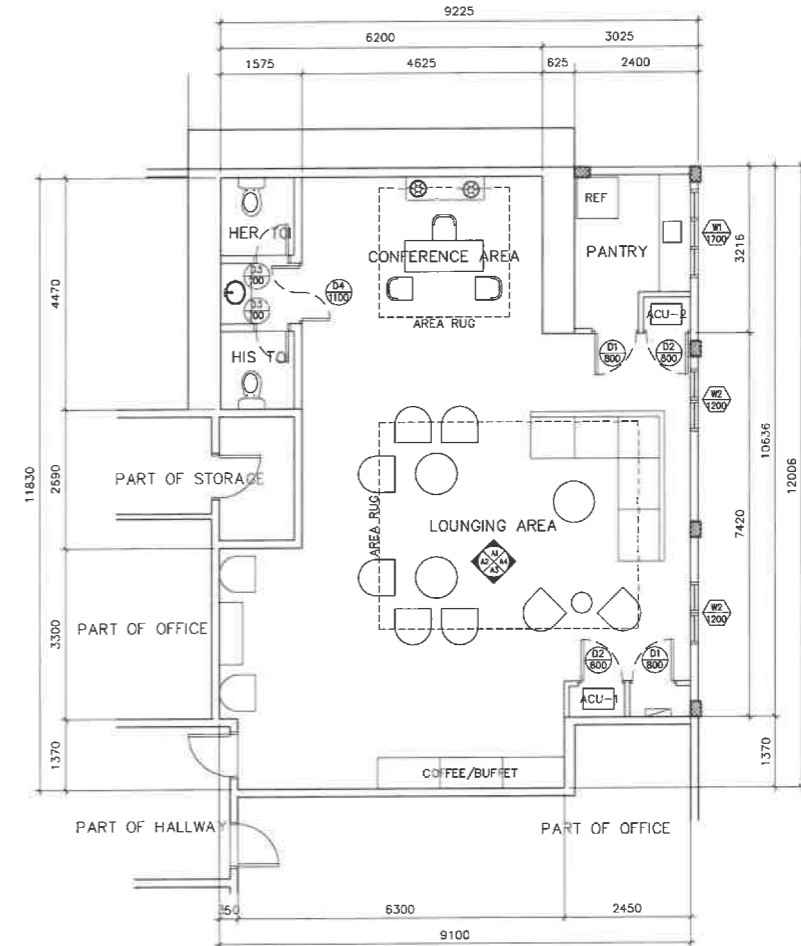 9225
6200
3025
1575
4625
625
2400
REF
HER TO
CONFERENCE AREA
PANTRY
W1
1700
3216
D3
700
D4
1100
4470
D3
700
AREA RUG
ACU-2
HIS TO
D1
800
D2
800
W2
1200
11830
2690
PART OF STORAGE
AREA RUG
LOUNGING AREA
10636
12006
7420
A1
A2
A4
A3
3300
PART OF OFFICE
W2
1200
D2
800
D1
800
ACU-1
1370
COFFEE/BUFFET
1370
PART OF HALLWAY
PART OF OFFICE
350
6300
2450
9100